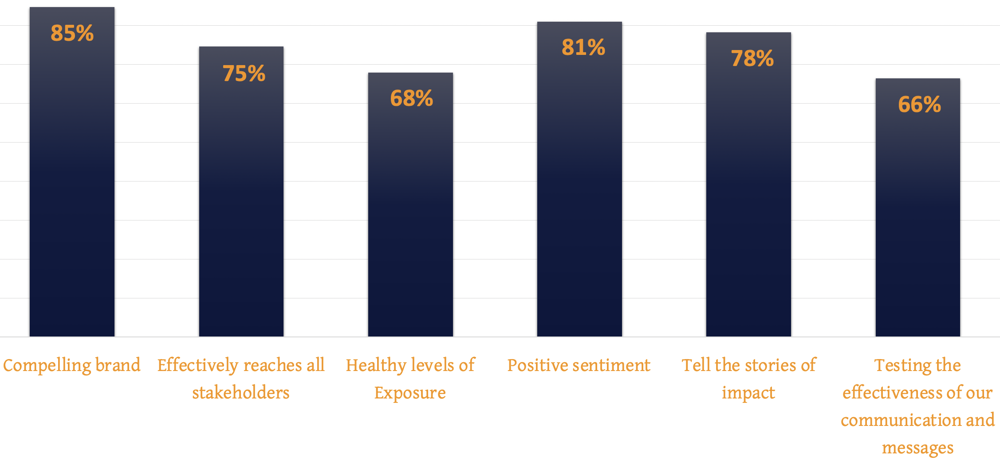 85%
75%
68%
81%
78%
66%
Compelling brand
Effectively reaches all
stakeholders
Healthy levels of
Exposure
Positive sentiment
Tell the stories of
impact
Testing the
effectiveness of our
communication and
messages